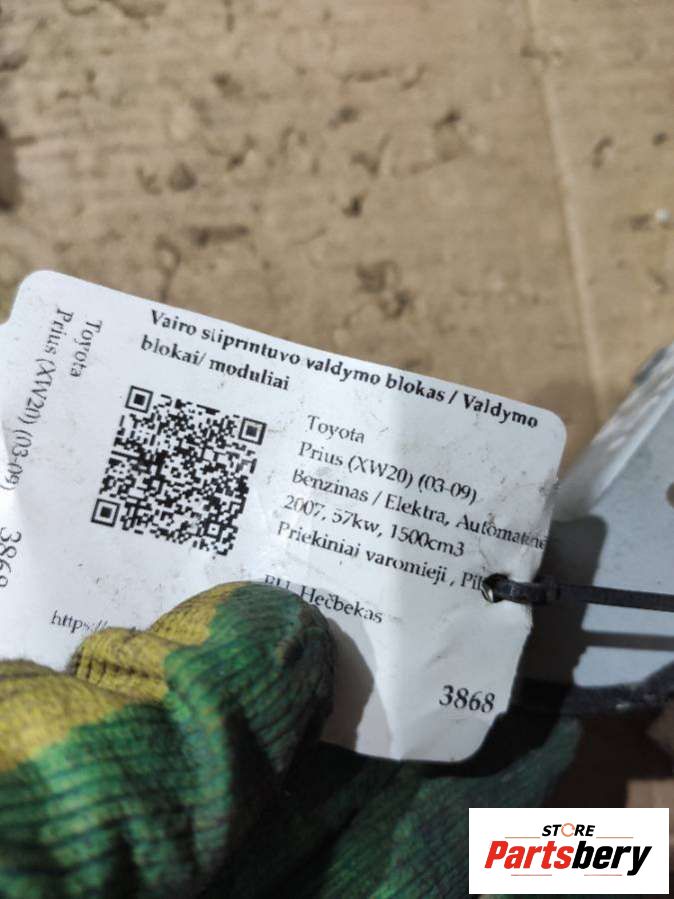 Vairo stiprintuvo valdymo blokas / Valdymo
blokai/ moduliai
Toyota
Prius (XW20) (03-09)
Benzinas / Elektra,
2007, 57kw, 1500cm3
Priekiniai varomieji ,
Hečbekas
3868
Toyota
Prius (XW20) (03-09)
STORE
Partsbery